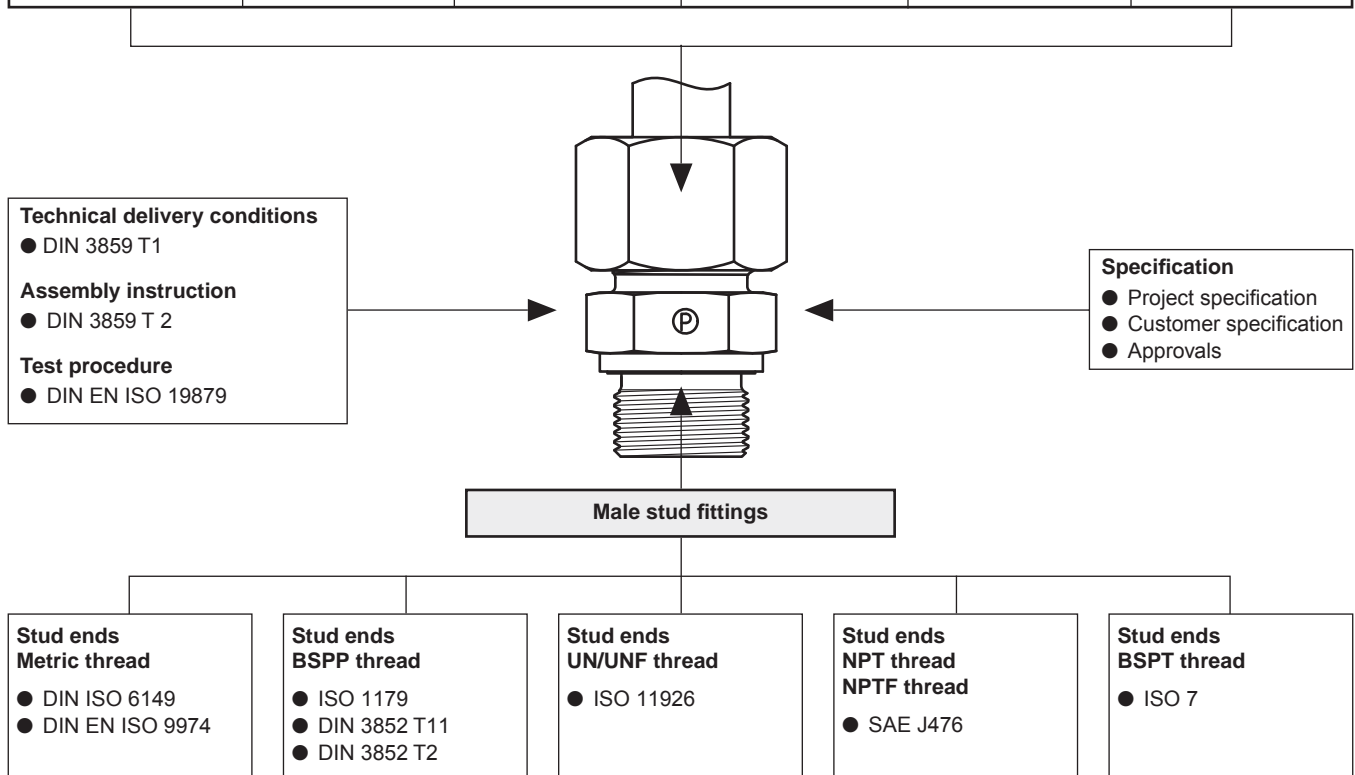 Technical delivery conditions
● DIN 3859 T1
Assembly instruction
● DIN 3859 T 2
Test procedure
● DIN EN ISO 19879
Specification
● Project specification
● Customer specification
● Approvals
P
Male stud fittings
Stud ends
Metric thread
● DIN ISO 6149
● DIN EN ISO 9974
Stud ends
BSPP thread
● ISO 1179
● DIN 3852 T11
● DIN 3852 T2
Stud ends
UN/UNF thread
● ISO 11926
Stud ends
NPT thread
NPTF thread
● SAE J476
Stud ends
BSPT thread
● ISO 7